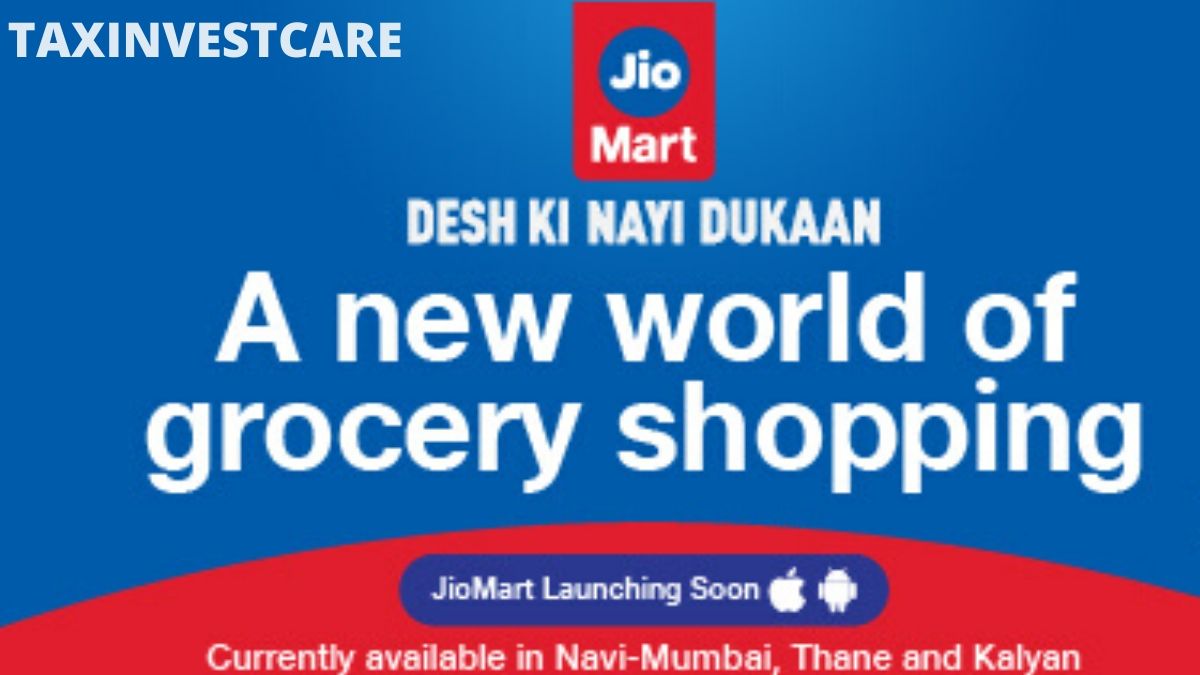 TAXINVESTCARE
Jio
Mart
DESH KI NAYI DUKAAN
A new world of
grocery shopping
JioMart Launching Soon
Currently available in Navi-Mumbai, Thane and Kalyan